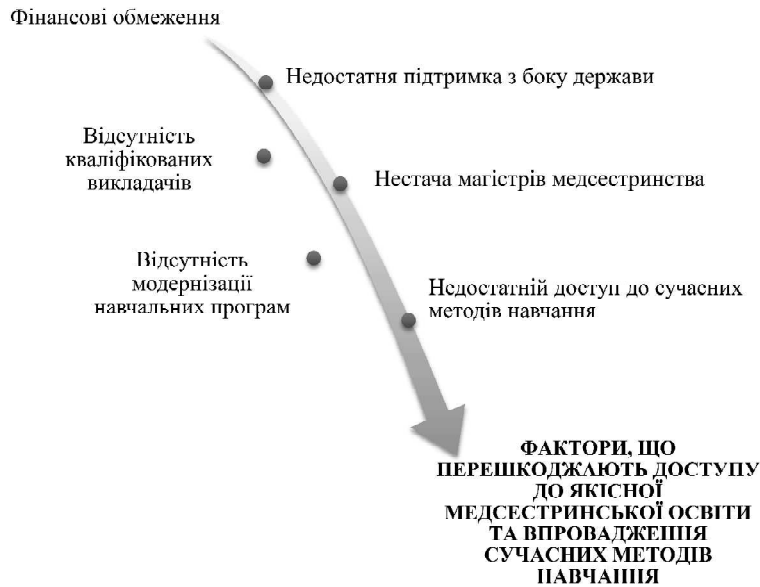 Фінансові обмеження
Недостатня підтримка з боку держави
Відсутність
кваліфікованих
викладачів
Нестача магістрів медсестринства
Відсутність
модернізації
навчальних програм
Недостатній доступ до сучасних
методів навчання
ФАКТОРИ, ЩО
ПЕРЕШКОДЖАЮТЬ ДОСТУПУ
ДО ЯКІСНОЇ
МЕДСЕСТРИНСЬКОЇ ОСВІТИ
ТА ВПРОВАДЖЕННЯ
СУЧАСНИХ МЕТОДІВ
НАВЧАННЯ